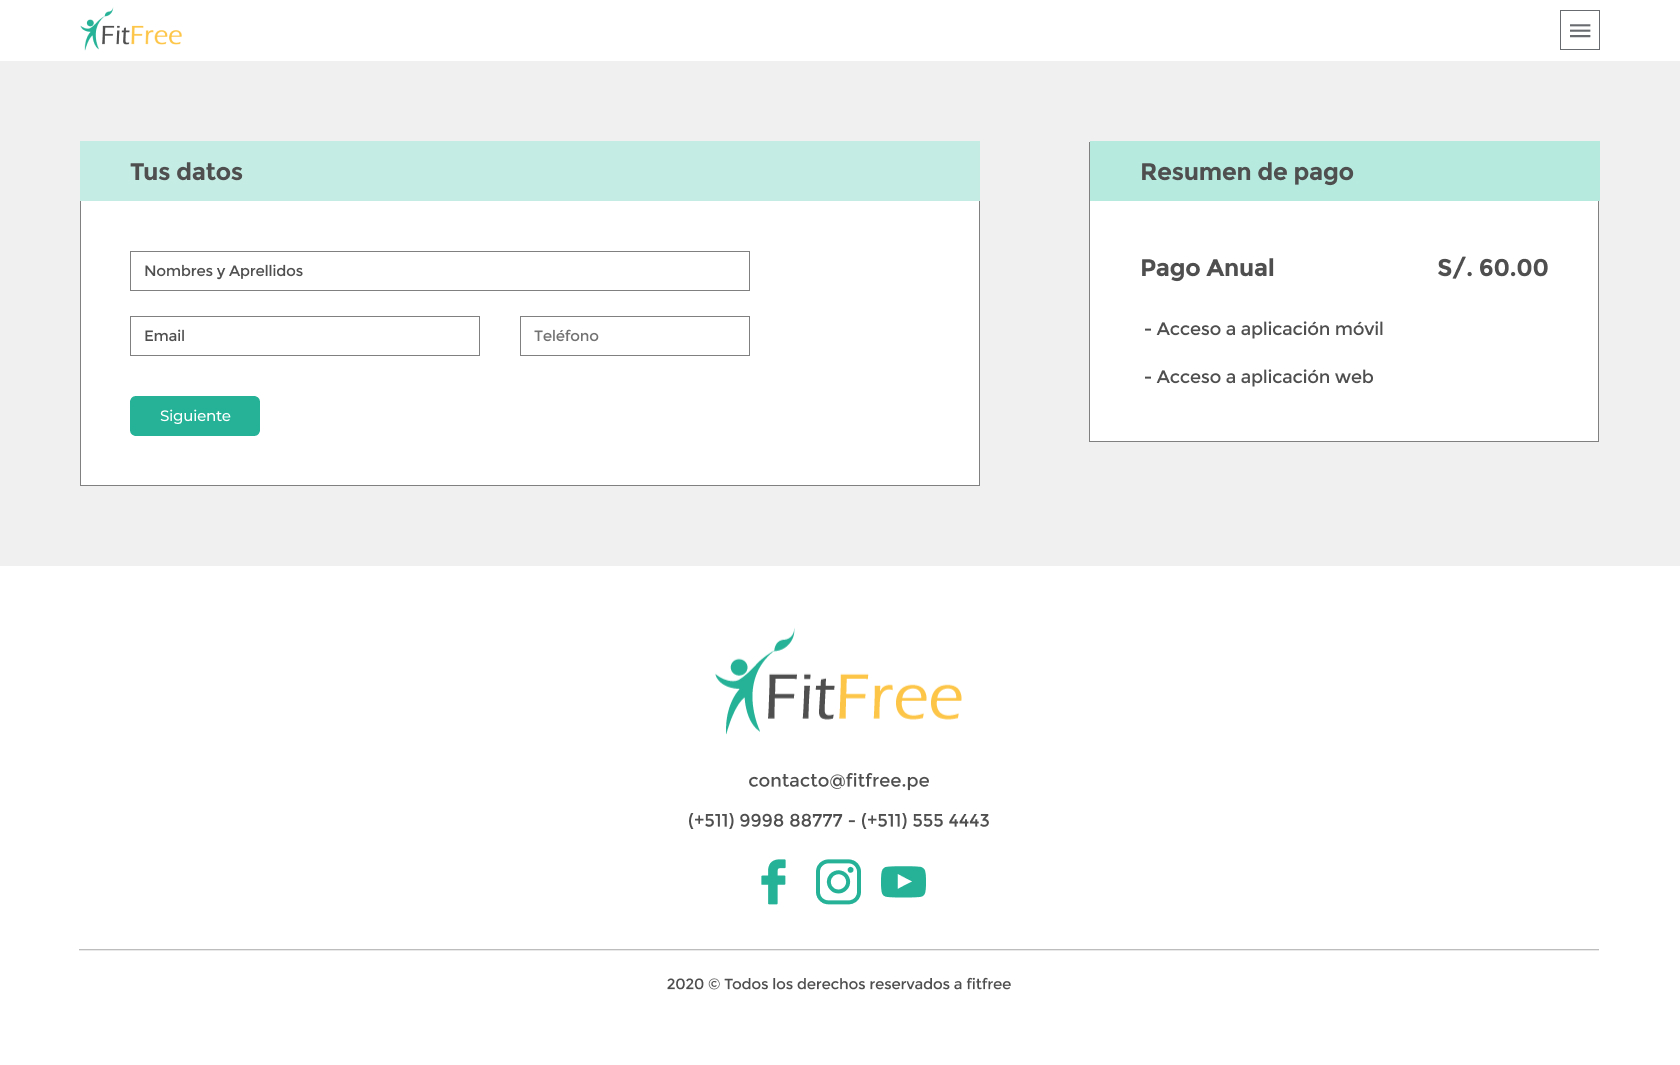 FitFree
Tus datos
Nombres y Aprellidos
Email
Teléfono
Siguiente
Resumen de pago
Pago Anual S/. 60.00
- Acceso a aplicación móvil
- Acceso a aplicación web
FitFree
contacto@fitfree.pe
(+511) 9998 88777 - (+511) 555 4443
2020 © Todos los derechos reservados a fitfree